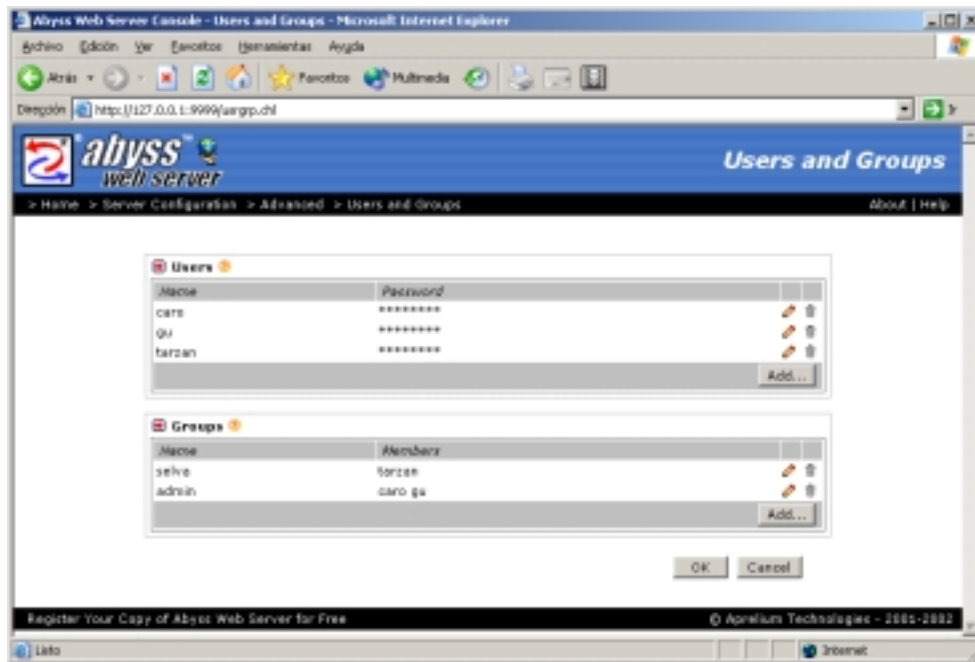 Abyss Web Server Console - Users and Groups - Microsoft Internet Explorer
Archivo Edición Ver Favoritos Herramientas Ayuda
Atrás Favoritos Multimedia
Dirección http://127.0.0.1:9999/usrgrp.chl Ir
abyss™ web server
Users and Groups
> Home > Server Configuration > Advanced > Users and Groups About | Help
Users
Name Password
caro ********
gu ********
tarzan ********
Add...
Groups
Name Members
selva tarzan
admin caro gu
Add...
OK Cancel
Register Your Copy of Abyss Web Server for Free © Aprelium Technologies - 2001-2002
Listo Internet